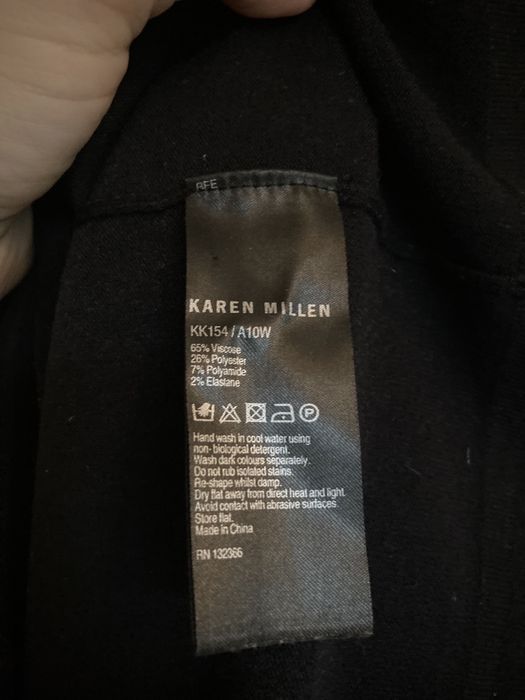 KAREN MILLEN
KK154 / A10W
65% Viscose
26% Polyester
7% Polyamide
2% Elastane
P
Hand wash in cool water using
non- biological detergent.
Wash dark colours separately.
Do not rub isolated stains.
Re-shape whilst damp.
Dry flat away from direct heat and light.
Avoid contact with abrasive surfaces.
Store flat.
Made in China
RN 132366